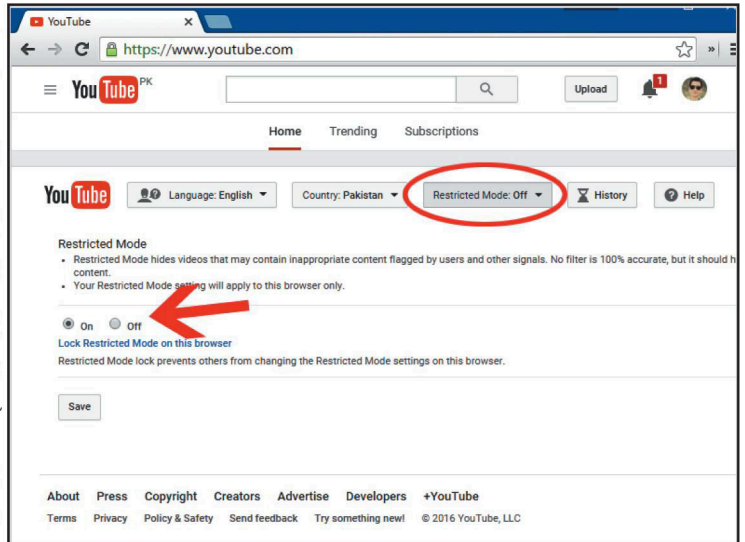 YouTube
https://www.youtube.com
YouTube PK
Upload
1
Home Trending Subscriptions
YouTube Language: English Country: Pakistan Restricted Mode: Off History Help
Restricted Mode
• Restricted Mode hides videos that may contain inappropriate content flagged by users and other signals. No filter is 100% accurate, but it should h
content.
• Your Restricted Mode setting will apply to this browser only.
On Off
Lock Restricted Mode on this browser
Restricted Mode lock prevents others from changing the Restricted Mode settings on this browser.
Save
About Press Copyright Creators Advertise Developers +YouTube
Terms Privacy Policy & Safety Send feedback Try something new! © 2016 YouTube, LLC